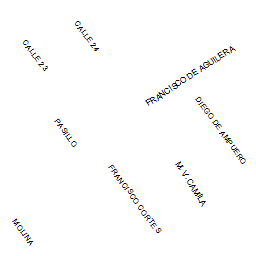 CALLE 24
CALLE 23
FRANCISCO DE AGUILERA
DIEGO DE AMPUERO
PASILLO
M. V. CAMILA
FRANCISCO CORTES
MOLINA